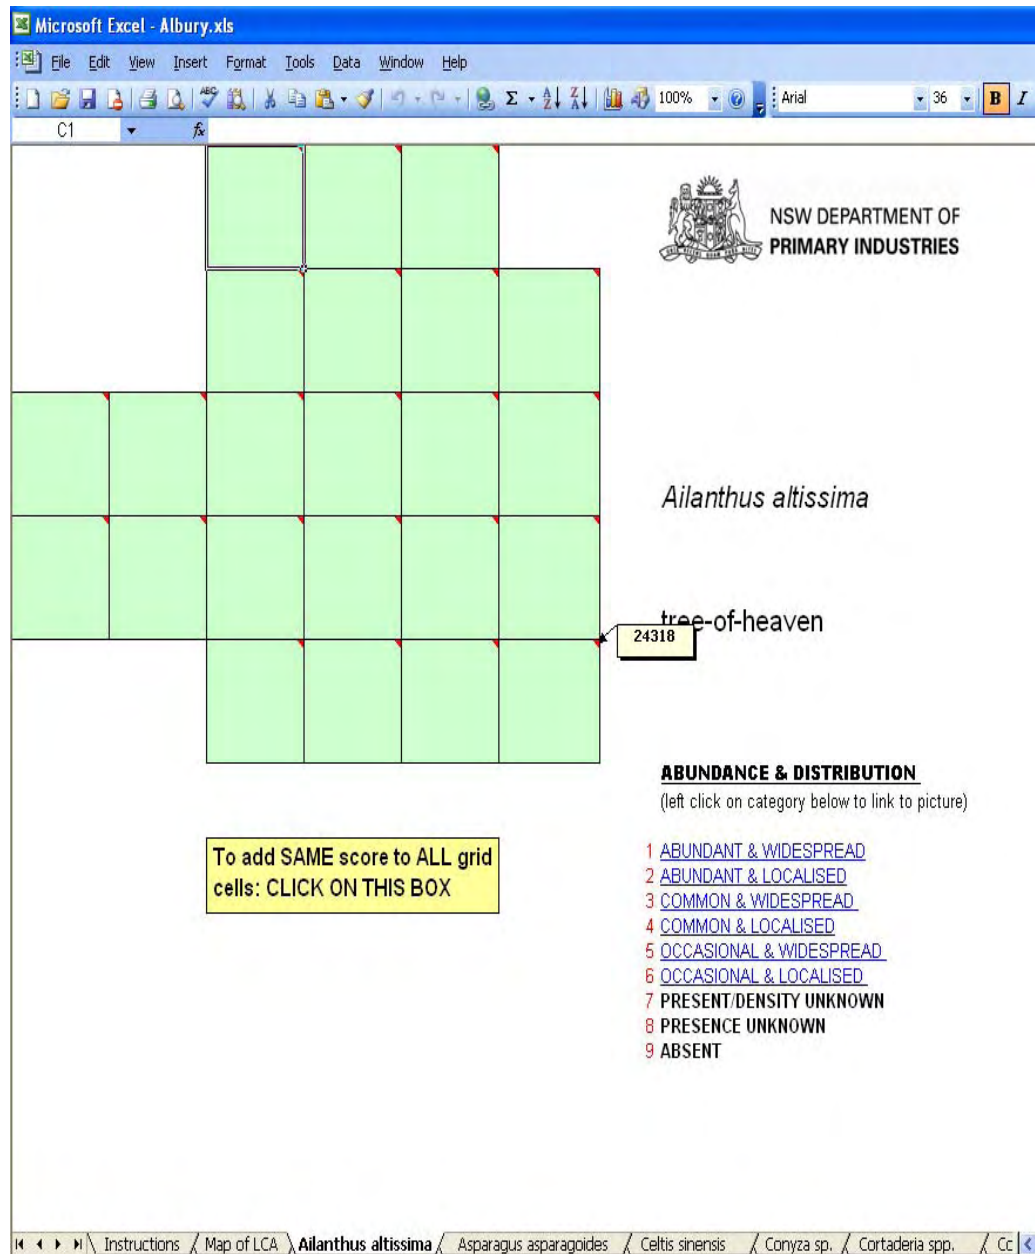 Microsoft Excel - Albury.xls
File Edit View Insert Format Tools Data Window Help
100% Arial 36 B I
C1 fx
NSW DEPARTMENT OF
PRIMARY INDUSTRIES
Ailanthus altissima
tree-of-heaven
24318
ABUNDANCE & DISTRIBUTION
(left click on category below to link to picture)
To add SAME score to ALL grid
cells: CLICK ON THIS BOX
1 ABUNDANT & WIDESPREAD
2 ABUNDANT & LOCALISED
3 COMMON & WIDESPREAD
4 COMMON & LOCALISED
5 OCCASIONAL & WIDESPREAD
6 OCCASIONAL & LOCALISED
7 PRESENT/DENSITY UNKNOWN
8 PRESENCE UNKNOWN
9 ABSENT
Instructions / Map of LCA \ Ailanthus altissima / Asparagus asparagoides / Celtis sinensis / Conyza sp. / Cortaderia spp. / Cc